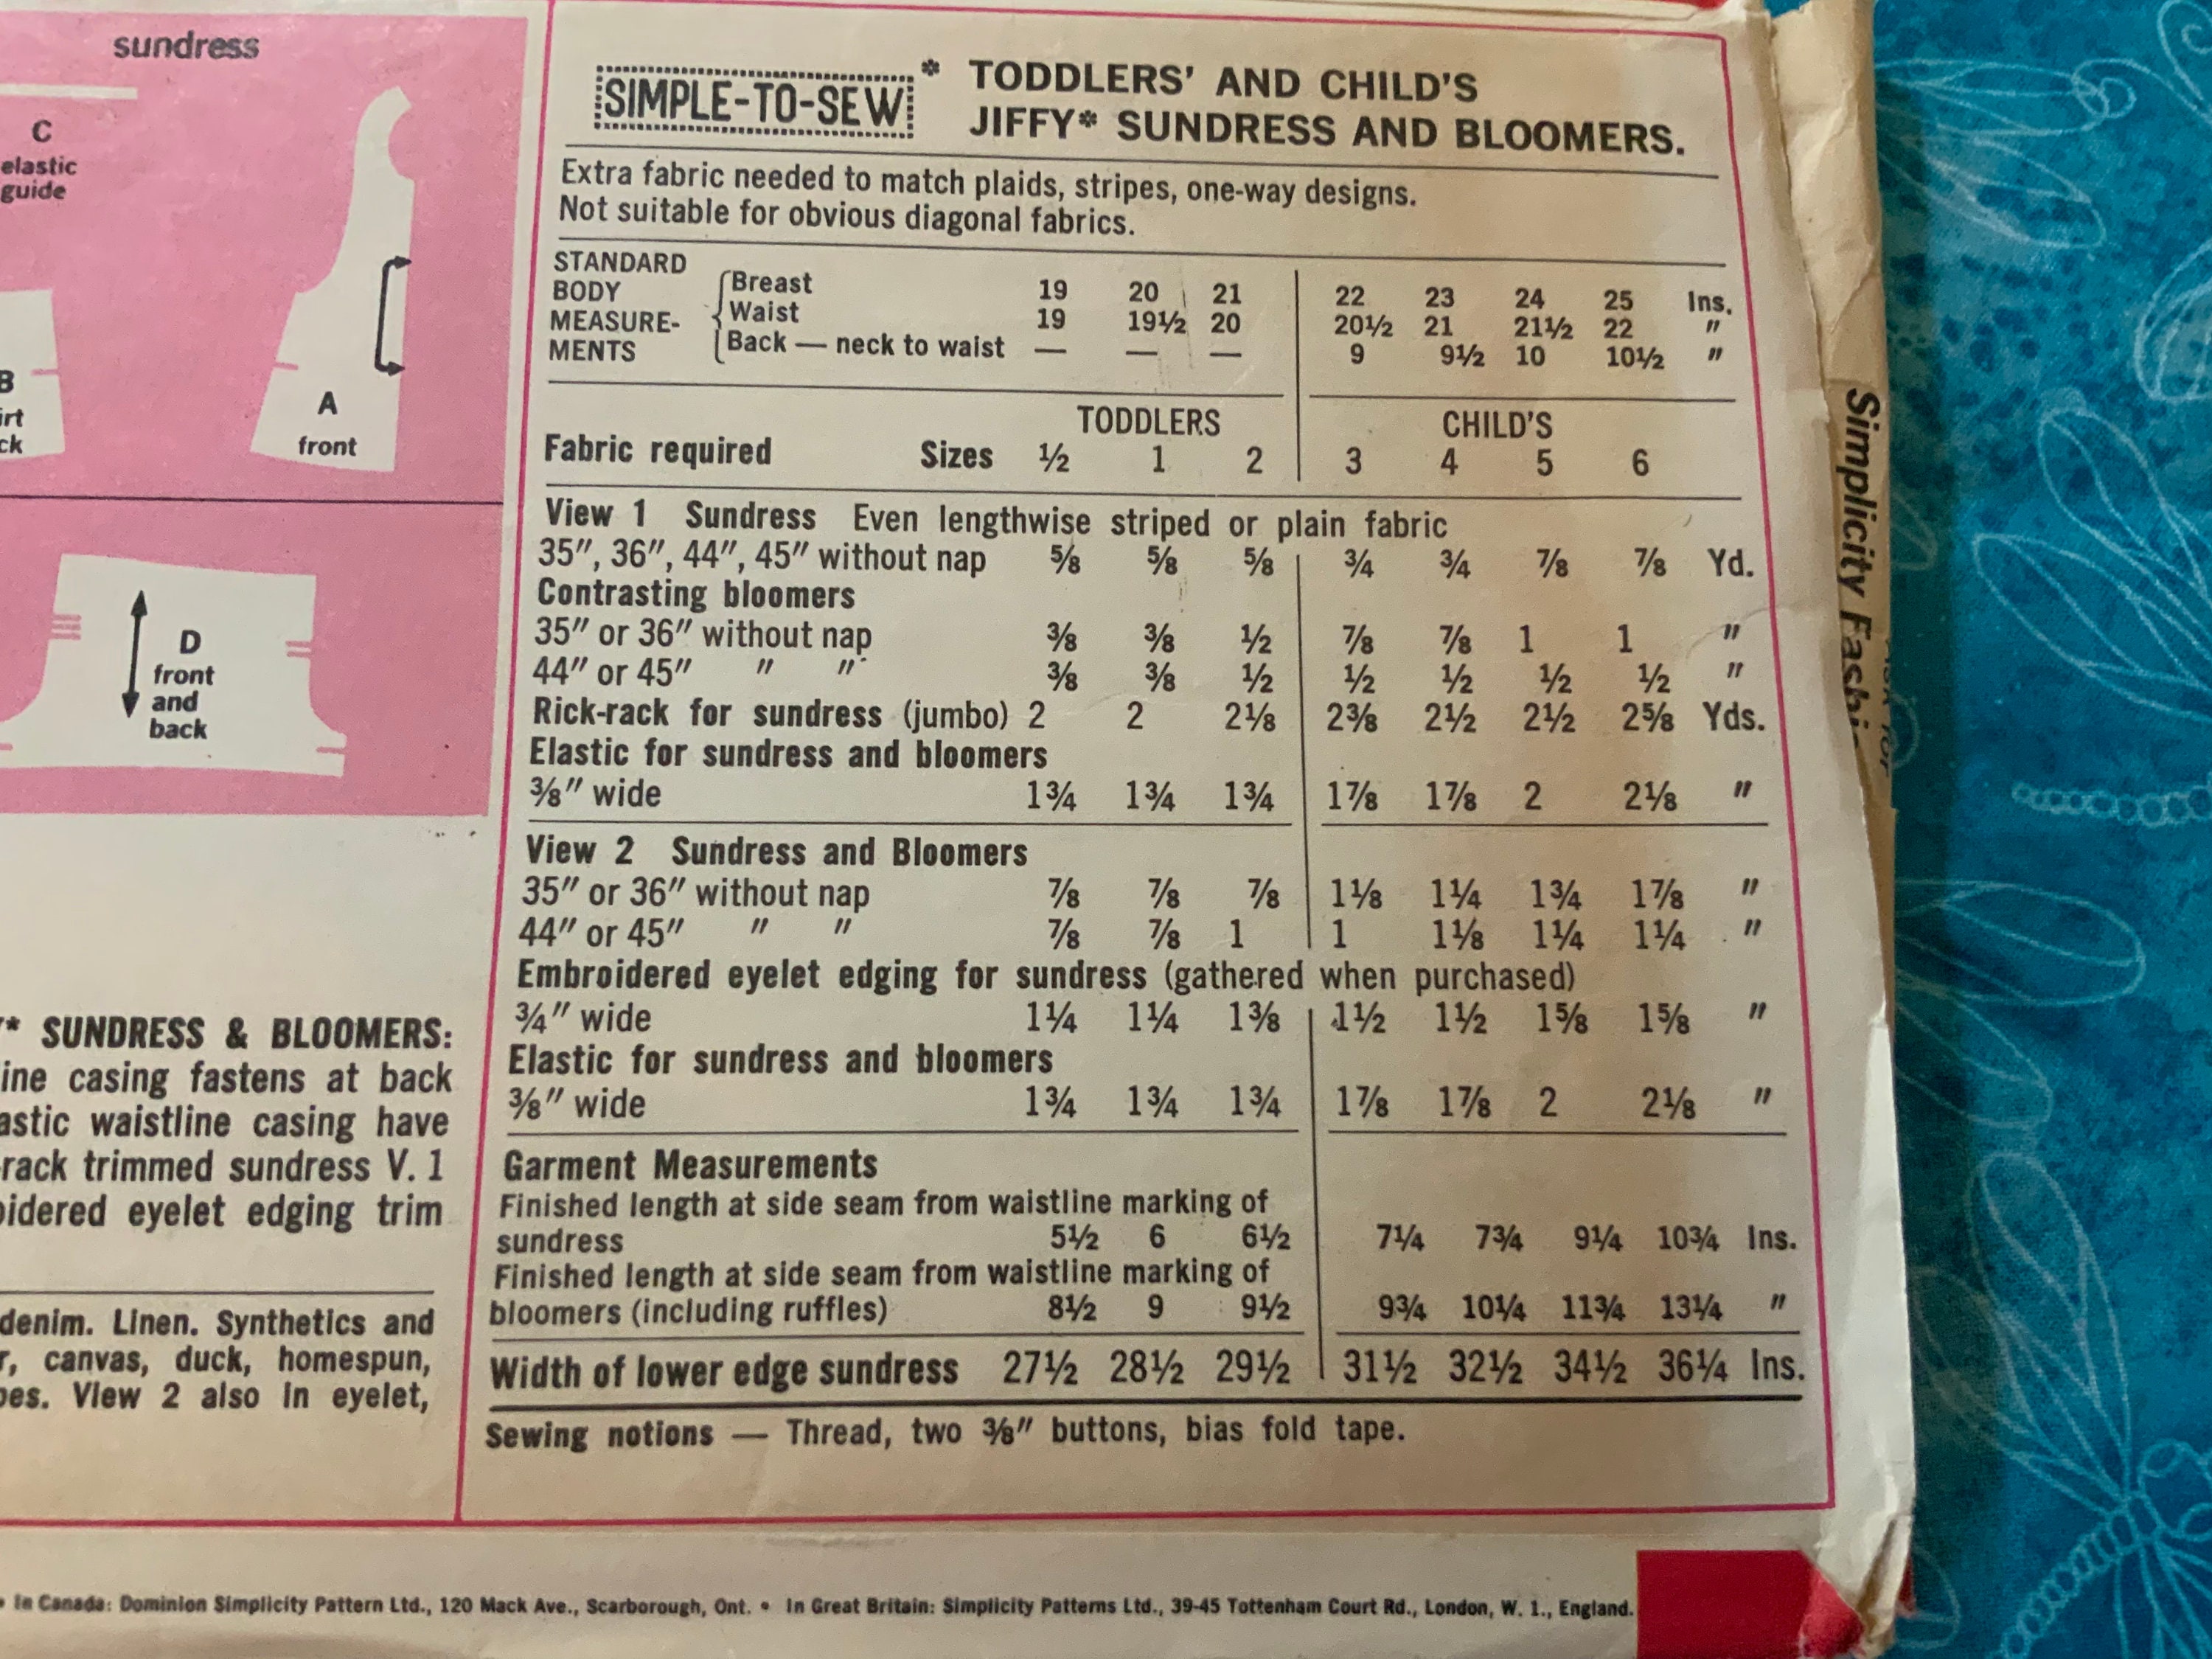 sundress
C
elastic
guide
B
A
front
D
front
and
back
* SUNDRESS & BLOOMERS:
casing fastens at back
waistline casing have
trimmed sundress V. 1
eyelet edging trim
denim. Linen. Synthetics and
canvas, duck, homespun,
View 2 also in eyelet,
SIMPLE-TO-SEW* TODDLERS' AND CHILD'S
JIFFY* SUNDRESS AND BLOOMERS.
Extra fabric needed to match plaids, stripes, one-way designs.
Not suitable for obvious diagonal fabrics.
STANDARD BODY MEASURE-MENTS
Breast 19 20 21 22 23 24 25 Ins.
Waist 19 19½ 20 20½ 21 21½ 22 "
Back — neck to waist — — — 9 9½ 10 10½ "
TODDLERS CHILD'S
Fabric required Sizes ½ 1 2 3 4 5 6
View 1 Sundress Even lengthwise striped or plain fabric
35", 36", 44", 45" without nap ⅝ ⅝ ⅝ ¾ ¾ ⅞ ⅞ Yd.
Contrasting bloomers
35" or 36" without nap ⅜ ⅜ ½ ⅞ ⅞ 1 1 "
44" or 45" " " ⅜ ⅜ ½ ½ ½ ½ ½ "
Rick-rack for sundress (jumbo) 2 2 2⅛ 2⅜ 2½ 2½ 2⅝ Yds.
Elastic for sundress and bloomers
⅜" wide 1¾ 1¾ 1¾ 1⅞ 1⅞ 2 2⅛ "
View 2 Sundress and Bloomers
35" or 36" without nap ⅞ ⅞ ⅞ 1⅛ 1¼ 1¾ 1⅞ "
44" or 45" " " ⅞ ⅞ 1 1 1⅛ 1¼ 1¼ "
Embroidered eyelet edging for sundress (gathered when purchased)
¾" wide 1¼ 1¼ 1⅜ 1½ 1½ 1⅝ 1⅝ "
Elastic for sundress and bloomers
⅜" wide 1¾ 1¾ 1¾ 1⅞ 1⅞ 2 2⅛ "
Garment Measurements
Finished length at side seam from waistline marking of
sundress 5½ 6 6½ 7¼ 7¾ 9¼ 10¾ Ins.
Finished length at side seam from waistline marking of
bloomers (including ruffles) 8½ 9 9½ 9¾ 10¼ 11¾ 13¼ "
Width of lower edge sundress 27½ 28½ 29½ 31½ 32½ 34½ 36¼ Ins.
Sewing notions — Thread, two ⅜" buttons, bias fold tape.
• In Canada: Dominion Simplicity Pattern Ltd., 120 Mack Ave., Scarborough, Ont. • In Great Britain: Simplicity Patterns Ltd., 39-45 Tottenham Court Rd., London, W. 1., England.
Simplicity